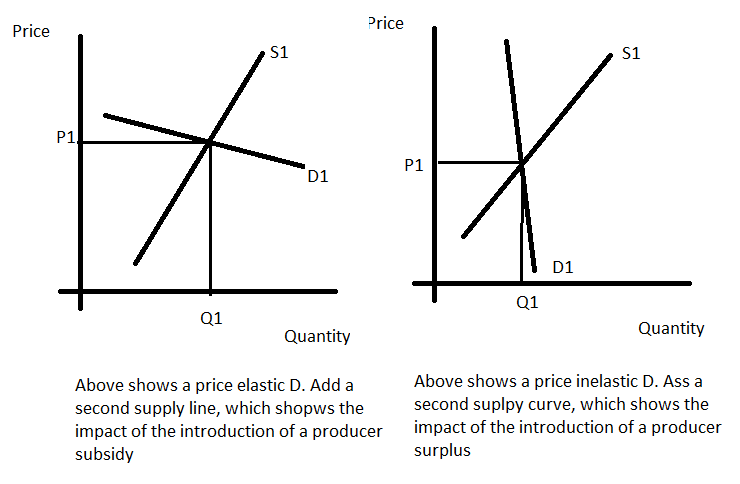 Price
S1
P1
D1
Q1
Quantity
Above shows a price elastic D. Add a
second supply line, which shopws the
impact of the introduction of a producer
subsidy
Price
S1
P1
D1
Q1
Quantity
Above shows a price inelastic D. Ass a
second suplpy curve, which shows the
impact of the introduction of a producer
surplus